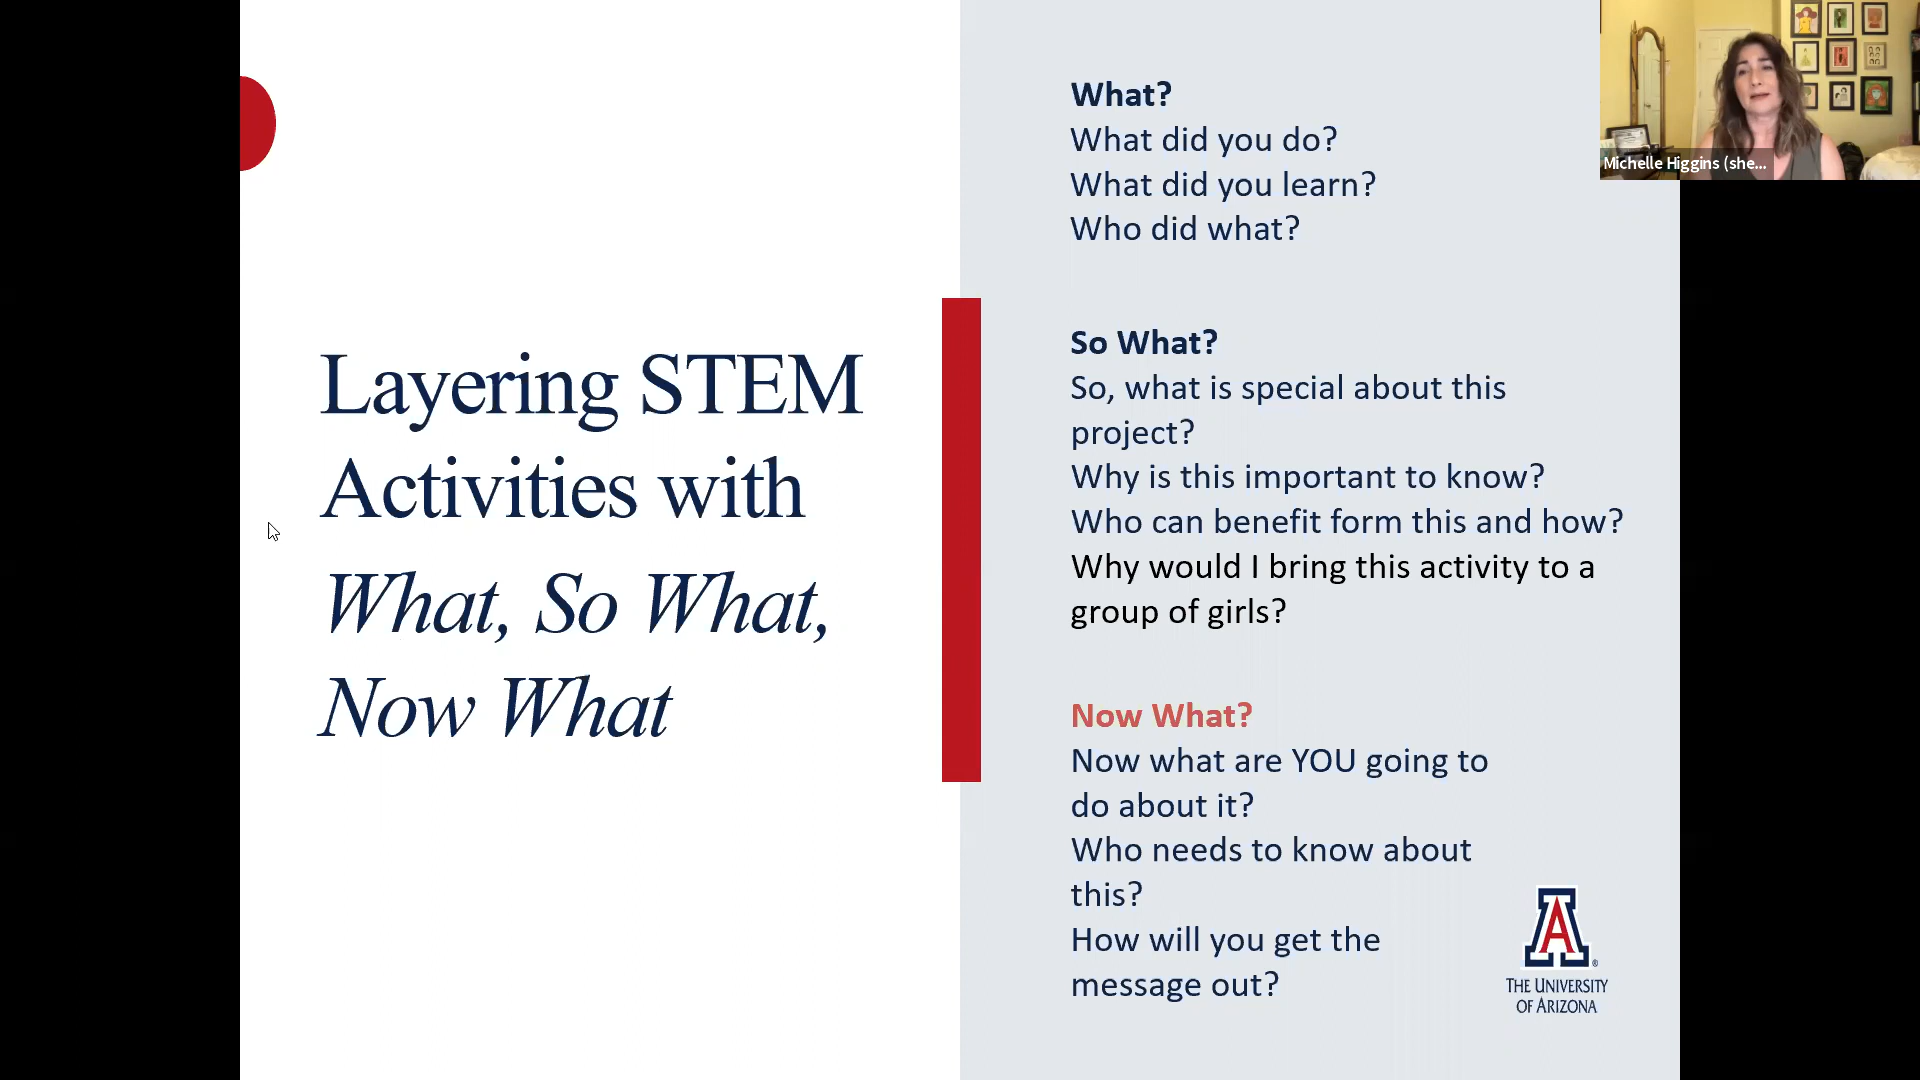 Layering STEM
Activities with
What, So What,
Now What
What?
What did you do?
What did you learn?
Who did what?
So What?
So, what is special about this
project?
Why is this important to know?
Who can benefit form this and how?
Why would I bring this activity to a
group of girls?
Now What?
Now what are YOU going to
do about it?
Who needs to know about
this?
How will you get the
message out?
A
THE UNIVERSITY
OF ARIZONA
Michelle Higgins (she...